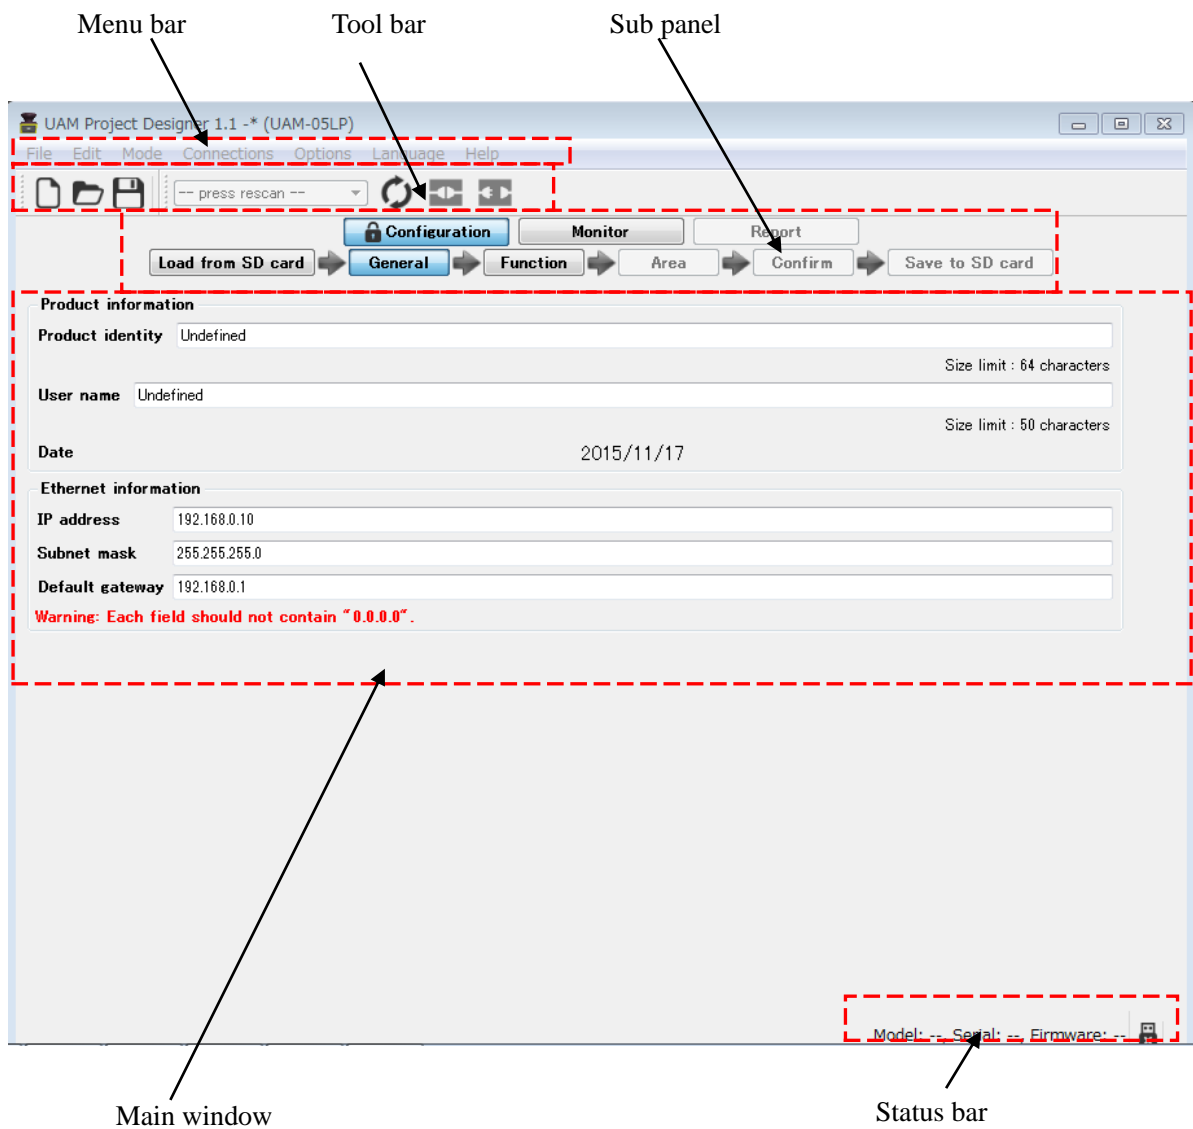 Menu bar Tool bar Sub panel
UAM Project Designer 1.1 -* (UAM-05LP)
File Edit Mode Connections Options Language Help
-- press rescan --
Configuration Monitor Report
Load from SD card General Function Area Confirm Save to SD card
Product information
Product identity Undefined
Size limit : 64 characters
User name Undefined
Size limit : 50 characters
Date 2015/11/17
Ethernet information
IP address 192.168.0.10
Subnet mask 255.255.255.0
Default gateway 192.168.0.1
Warning: Each field should not contain "0.0.0.0".
Model: --, Serial: --, Firmware: --
Main window Status bar